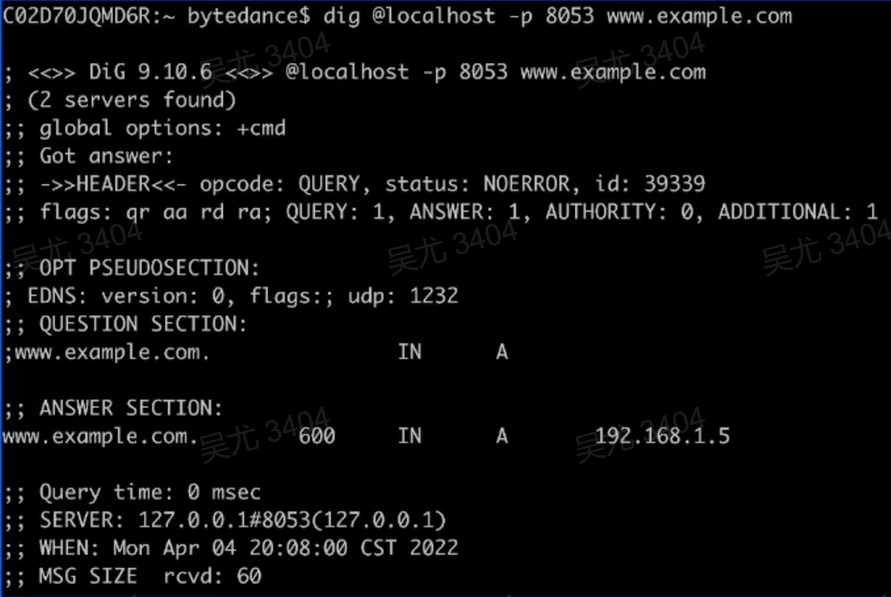 C02D70JQMD6R:~ bytedance$ dig @localhost -p 8053 www.example.com
; <<>> DiG 9.10.6 <<>> @localhost -p 8053 www.example.com
; (2 servers found)
;; global options: +cmd
;; Got answer:
;; ->>HEADER<<- opcode: QUERY, status: NOERROR, id: 39339
;; flags: qr aa rd ra; QUERY: 1, ANSWER: 1, AUTHORITY: 0, ADDITIONAL: 1
;; OPT PSEUDOSECTION:
; EDNS: version: 0, flags:; udp: 1232
;; QUESTION SECTION:
;www.example.com. IN A
;; ANSWER SECTION:
www.example.com. 600 IN A 192.168.1.5
;; Query time: 0 msec
;; SERVER: 127.0.0.1#8053(127.0.0.1)
;; WHEN: Mon Apr 04 20:08:00 CST 2022
;; MSG SIZE rcvd: 60
吴尤 3404
吴尤 3404
吴尤 3404
吴尤 3404
吴尤 3404
吴尤 3404
吴尤 3404